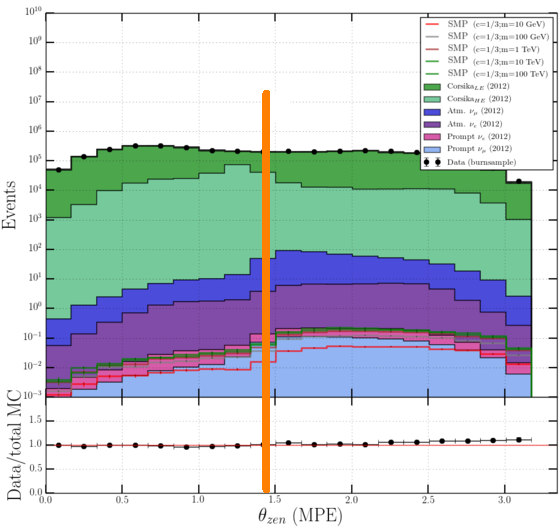 10^10
10^9
10^8
10^7
10^6
10^5
10^4
10^3
10^2
10^1
10^0
10^-1
10^-2
10^-3
Events
SMP (c=1/3;m=10 GeV)
SMP (c=1/3;m=100 GeV)
SMP (c=1/3;m=1 TeV)
SMP (c=1/3;m=10 TeV)
SMP (c=1/3;m=100 TeV)
Corsika_LE (2012)
Corsika_HE (2012)
Atm. ν_μ (2012)
Atm. ν_e (2012)
Prompt ν_e (2012)
Prompt ν_μ (2012)
Data (burnsample)
Data/total MC
1.5
1.0
0.5
0.0
0.0 0.5 1.0 1.5 2.0 2.5 3.0
θ_zen (MPE)